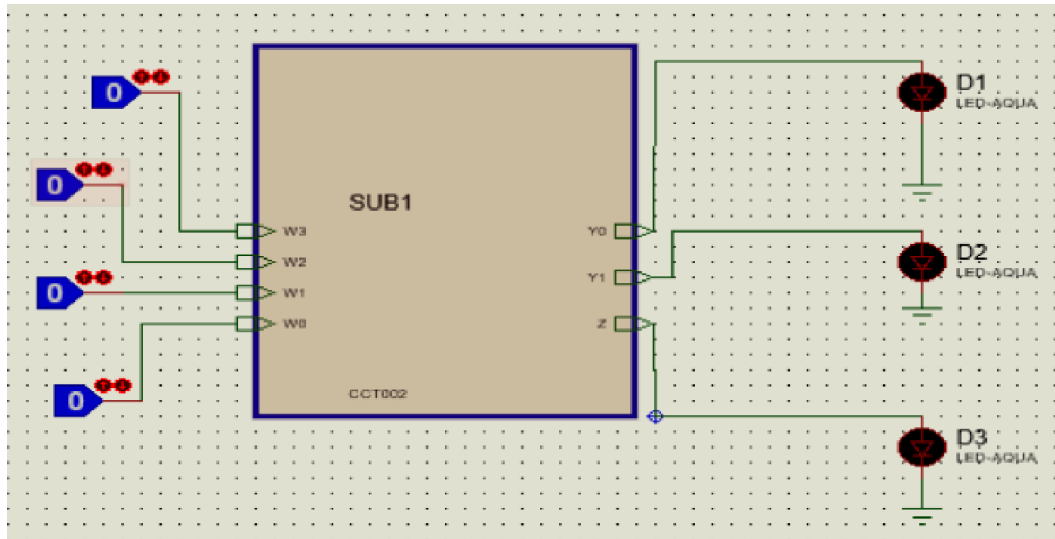 0
D1
LED-AQUA
0
SUB1
W3
Y0
W2
D2
LED-AQUA
Y1
0
W1
W0
Z
0
CCT002
D3
LED-AQUA